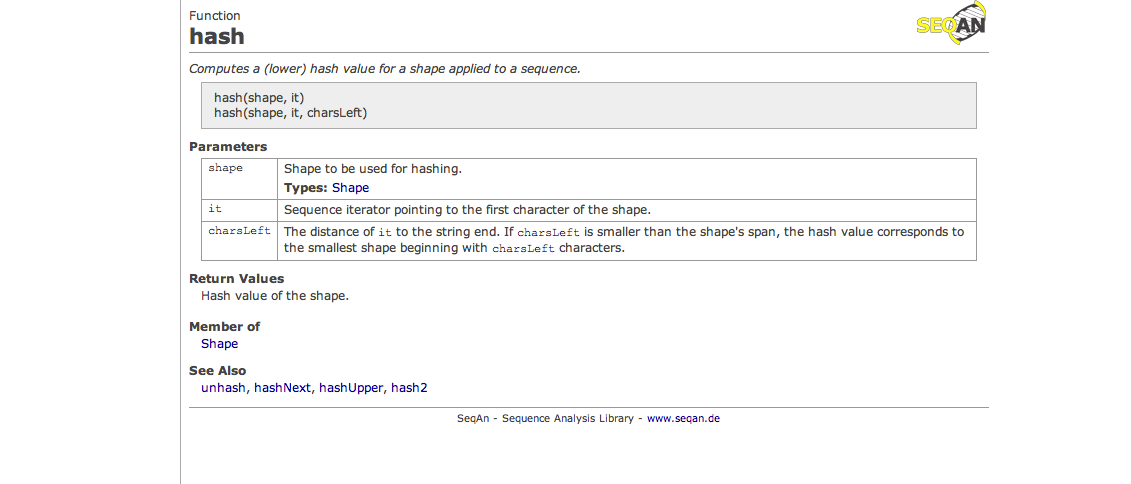 Function
hash
SEQAN
Computes a (lower) hash value for a shape applied to a sequence.
hash(shape, it)
hash(shape, it, charsLeft)
Parameters
shape Shape to be used for hashing.
Types: Shape
it Sequence iterator pointing to the first character of the shape.
charsLeft The distance of it to the string end. If charsLeft is smaller than the shape's span, the hash value corresponds to
the smallest shape beginning with charsLeft characters.
Return Values
Hash value of the shape.
Member of
Shape
See Also
unhash, hashNext, hashUpper, hash2
SeqAn - Sequence Analysis Library - www.seqan.de